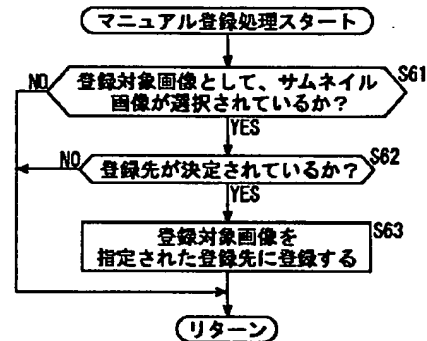 マニュアル登録処理スタート
S61
NO
登録対象画像として、サムネイル
画像が選択されているか？
YES
S62
NO
登録先が決定されているか？
YES
S63
登録対象画像を
指定された登録先に登録する
リターン